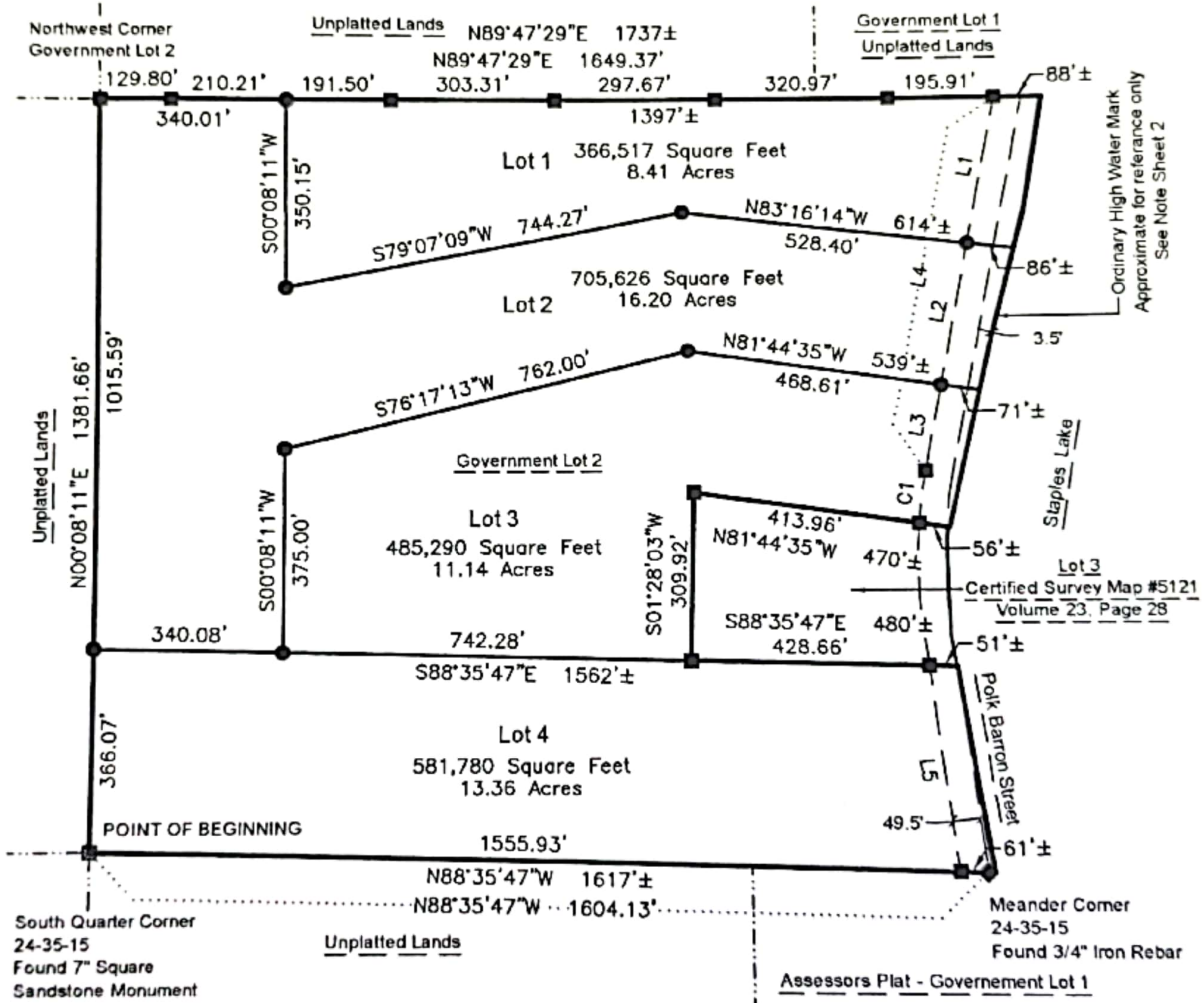 Northwest Corner
Government Lot 2
Unplatted Lands
N89°47'29"E 1737±
N89°47'29"E 1649.37'
Government Lot 1
Unplatted Lands
129.80'
210.21'
191.50'
303.31'
297.67'
320.97'
195.91'
88'±
340.01'
1397'±
S00°08'11"W
350.15'
Lot 1
366,517 Square Feet
8.41 Acres
L1
Ordinary High Water Mark
Approximate for referance only
See Note Sheet 2
S79°07'09"W 744.27'
N83°16'14"W 614'±
528.40'
86'±
L4
L2
3.5'
Lot 2
705,626 Square Feet
16.20 Acres
N81°44'35"W 539'±
468.61'
71'±
L3
S76°17'13"W 762.00'
Unplatted Lands
N00°08'11"E 1381.66'
1015.59'
Government Lot 2
S00°08'11"W
375.00'
Lot 3
485,290 Square Feet
11.14 Acres
C1
Staples Lake
413.96'
N81°44'35"W 470'±
56'±
S01°28'03"W
309.92'
Lot 3
Certified Survey Map #5121
Volume 23, Page 28
S88°35'47"E 480'±
428.66'
51'±
340.08'
742.28'
S88°35'47"E 1562'±
Polk Barron Street
366.07'
Lot 4
581,780 Square Feet
13.36 Acres
L5
49.5'
POINT OF BEGINNING
1555.93'
61'±
N88°35'47"W 1617'±
N88°35'47"W 1604.13'
South Quarter Corner
24-35-15
Found 7" Square
Sandstone Monument
Unplatted Lands
Meander Corner
24-35-15
Found 3/4" Iron Rebar
Assessors Plat - Governement Lot 1